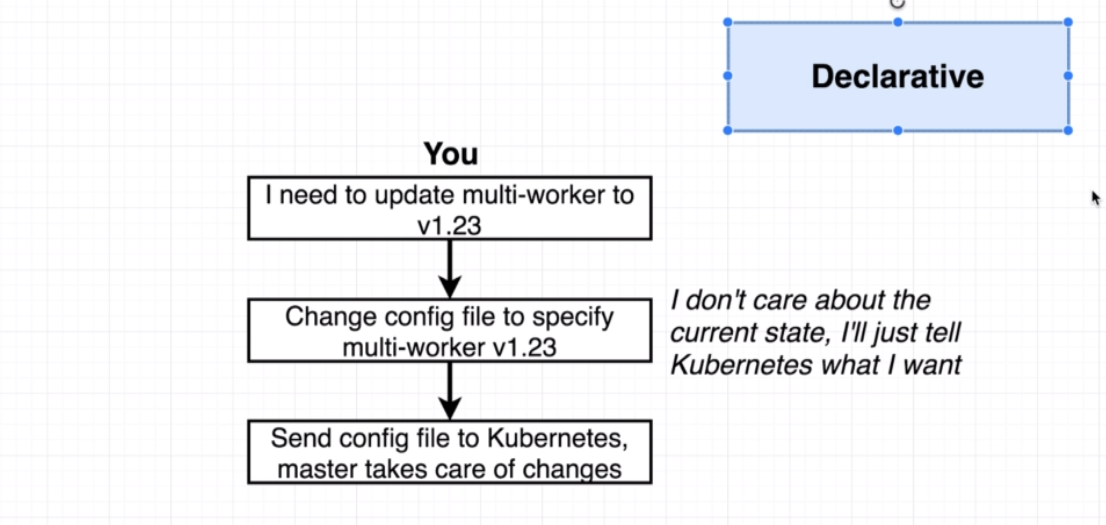 Declarative
You
I need to update multi-worker to
v1.23
Change config file to specify
multi-worker v1.23
I don't care about the
current state, I'll just tell
Kubernetes what I want
Send config file to Kubernetes,
master takes care of changes